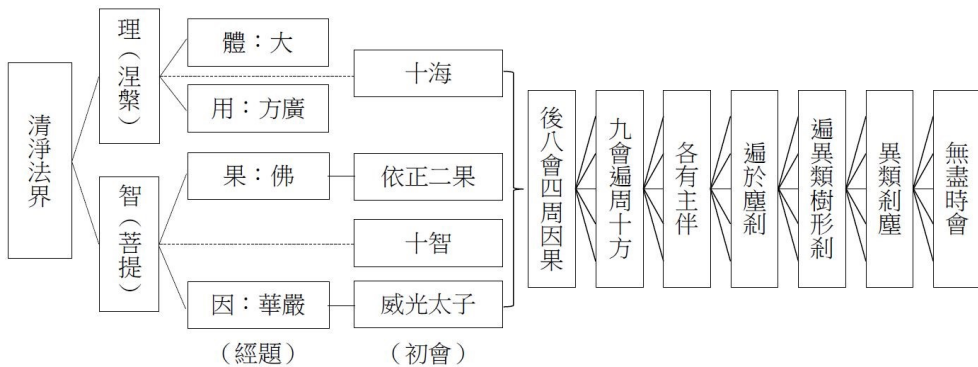 清淨法界
理（涅槃）
智（菩提）
體：大
用：方廣
果：佛
因：華嚴
（經題）
十海
依正二果
十智
威光太子
（初會）
後八會四周因果
九會遍周十方
各有主伴
遍於塵剎
遍異類樹形剎
異類剎塵
無盡時會